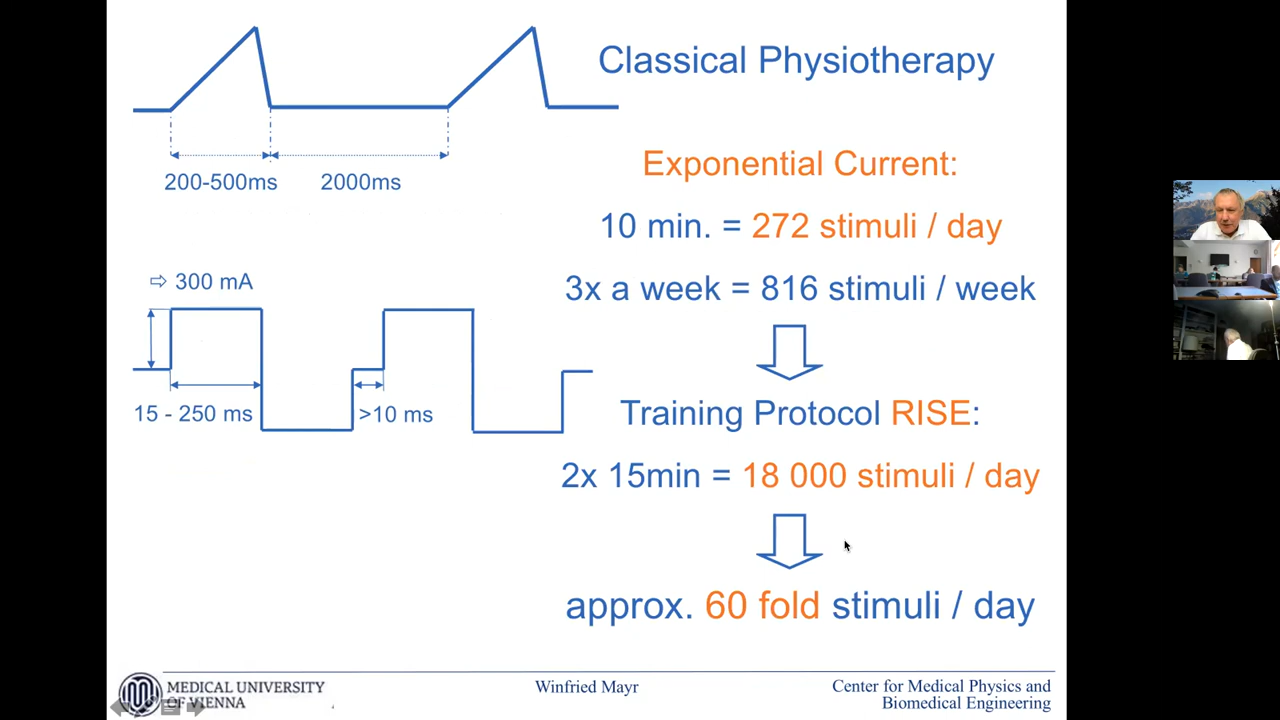 Classical Physiotherapy
200-500ms 2000ms
Exponential Current:
10 min. = 272 stimuli / day
3x a week = 816 stimuli / week
⇨ 300 mA
15 - 250 ms >10 ms
Training Protocol RISE:
2x 15min = 18 000 stimuli / day
approx. 60 fold stimuli / day
MEDICAL UNIVERSITY
OF VIENNA
Winfried Mayr
Center for Medical Physics and
Biomedical Engineering